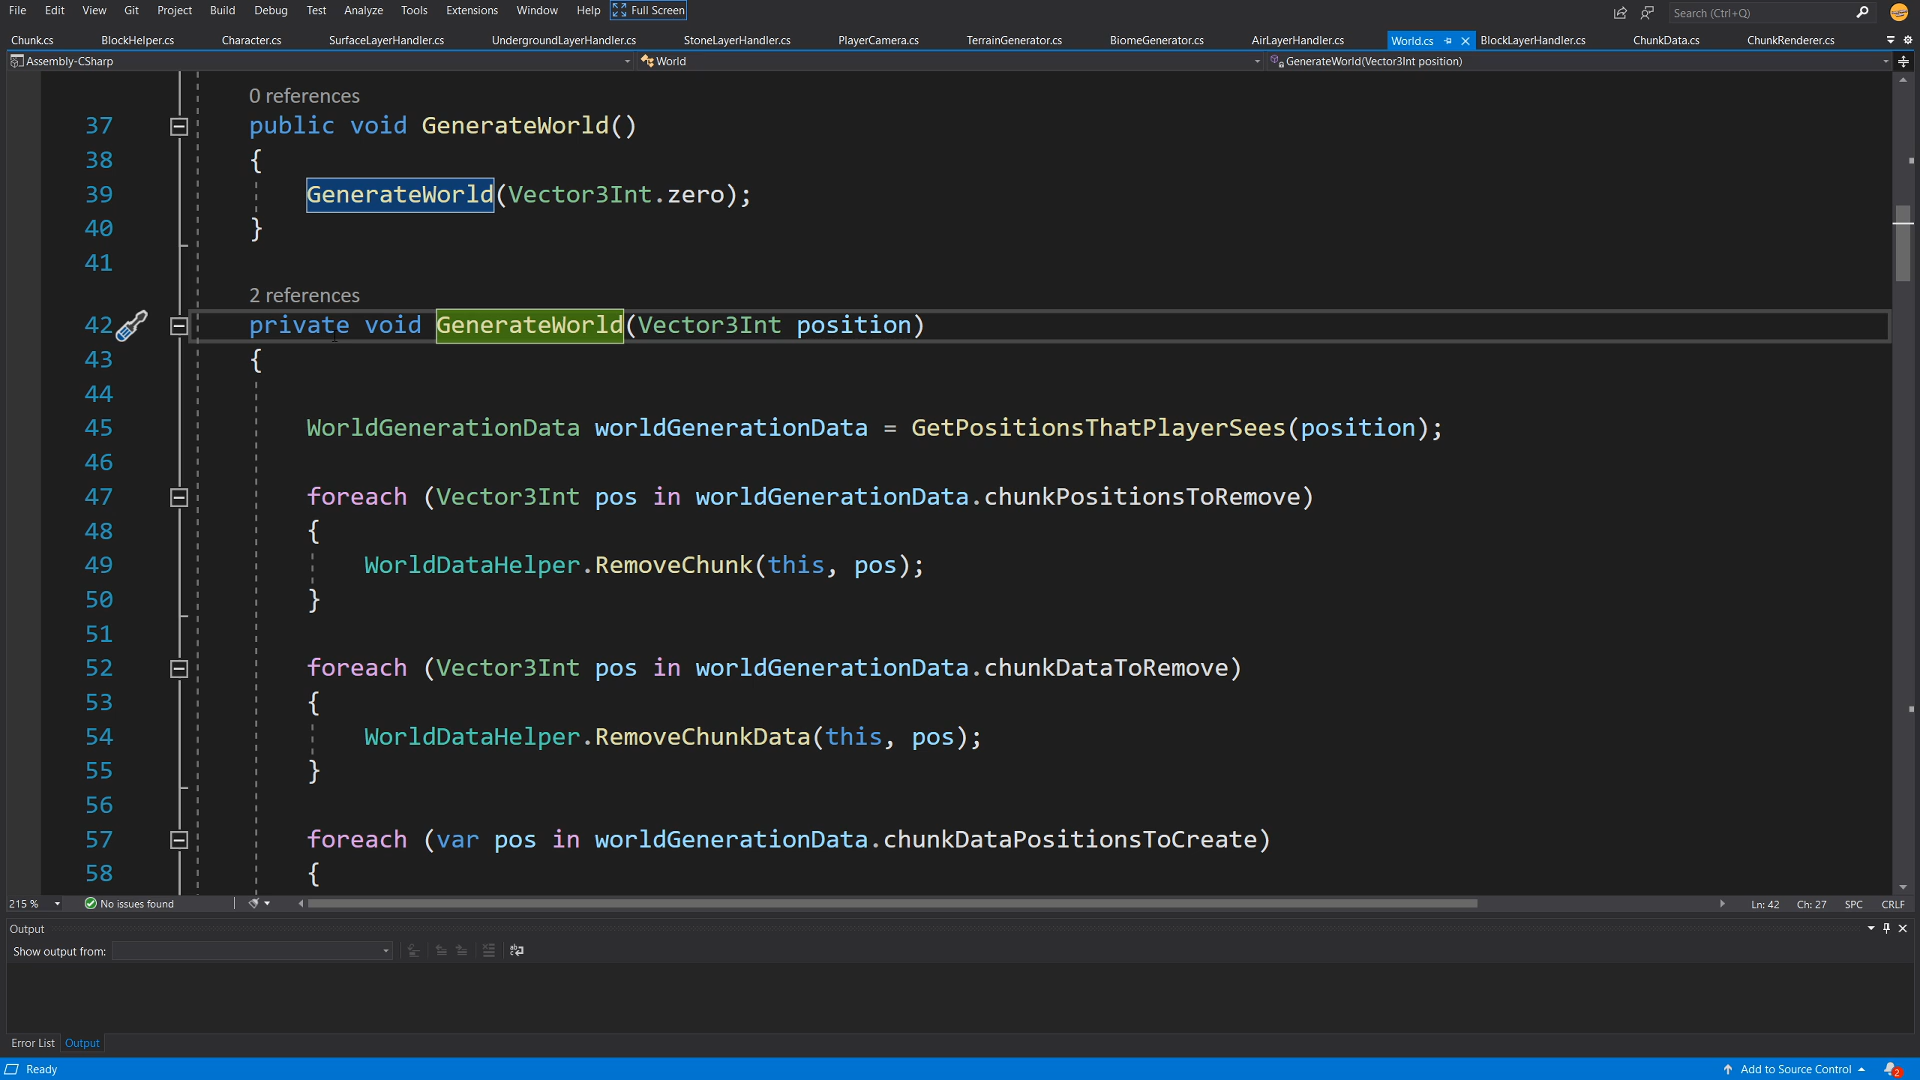 File Edit View Git Project Build Debug Test Analyze Tools Extensions Window Help Full Screen Search (Ctrl+Q)
Chunk.cs BlockHelper.cs Character.cs SurfaceLayerHandler.cs UndergroundLayerHandler.cs StoneLayerHandler.cs PlayerCamera.cs TerrainGenerator.cs BiomeGenerator.cs AirLayerHandler.cs World.cs BlockLayerHandler.cs ChunkData.cs ChunkRenderer.cs
Assembly-CSharp World GenerateWorld(Vector3Int position)
0 references
37 public void GenerateWorld()
38 {
39 GenerateWorld(Vector3Int.zero);
40 }
41
2 references
42 private void GenerateWorld(Vector3Int position)
43 {
44
45 WorldGenerationData worldGenerationData = GetPositionsThatPlayerSees(position);
46
47 foreach (Vector3Int pos in worldGenerationData.chunkPositionsToRemove)
48 {
49 WorldDataHelper.RemoveChunk(this, pos);
50 }
51
52 foreach (Vector3Int pos in worldGenerationData.chunkDataToRemove)
53 {
54 WorldDataHelper.RemoveChunkData(this, pos);
55 }
56
57 foreach (var pos in worldGenerationData.chunkDataPositionsToCreate)
58 {
215 % No issues found Ln: 42 Ch: 27 SPC CRLF
Output
Show output from:
Error List Output
Ready Add to Source Control 2